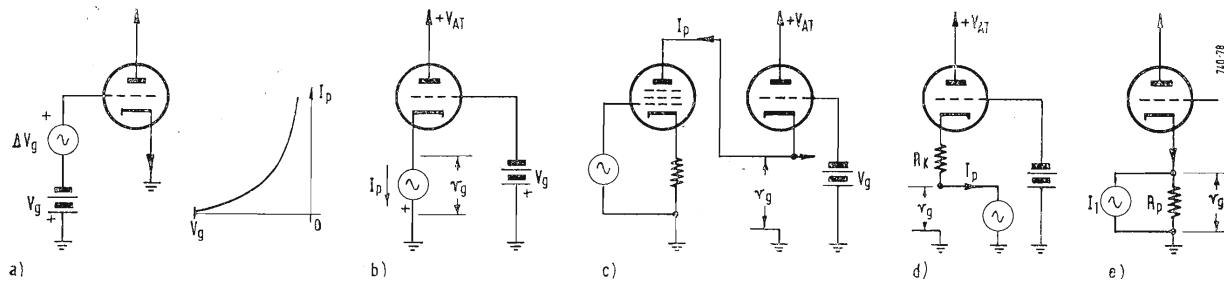 +
ΔVg
Vg
+
Ip
Vg
0
a)
+VAT
Ip
+
vg
Vg
+
b)
Ip
+VAT
vg
Vg
c)
+VAT
RK
Ip
vg
d)
I1
Rp
vg
e)
740-78